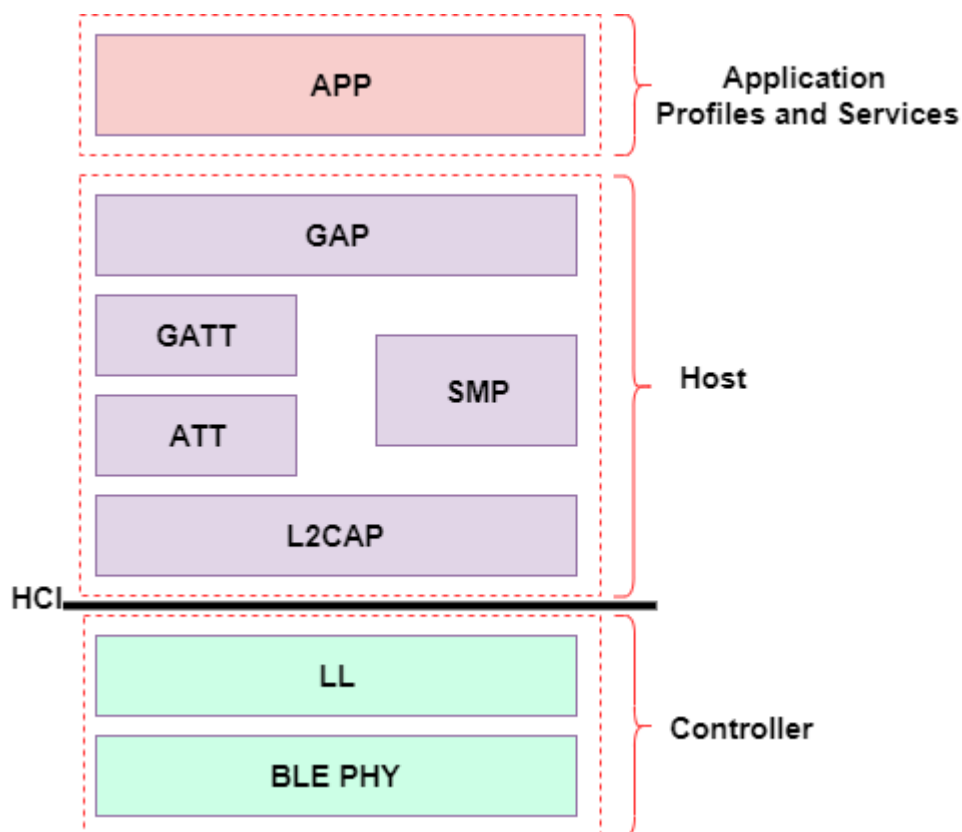 APP
Application
Profiles and Services
GAP
GATT
SMP
Host
ATT
L2CAP
HCI
LL
Controller
BLE PHY